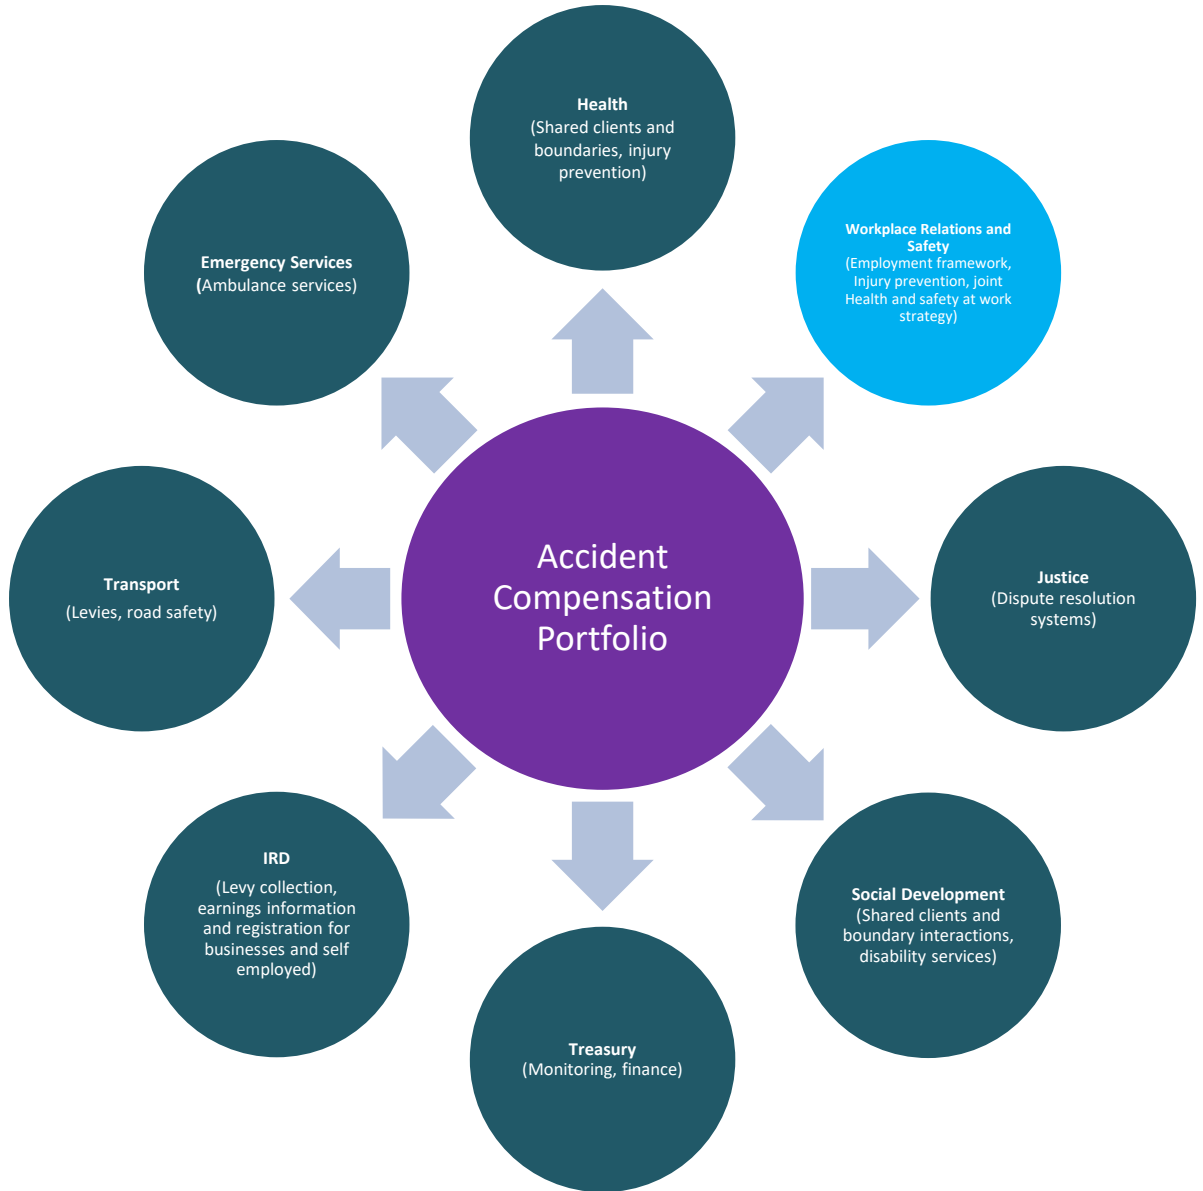 Health
(Shared clients and
boundaries, injury
prevention)
Workplace Relations and
Safety
(Employment framework,
Injury prevention, joint
Health and safety at work
strategy)
Emergency Services
(Ambulance services)
Accident
Compensation
Portfolio
Transport
(Levies, road safety)
Justice
(Dispute resolution
systems)
IRD
(Levy collection,
earnings information
and registration for
businesses and self
employed)
Social Development
(Shared clients and
boundary interactions,
disability services)
Treasury
(Monitoring, finance)